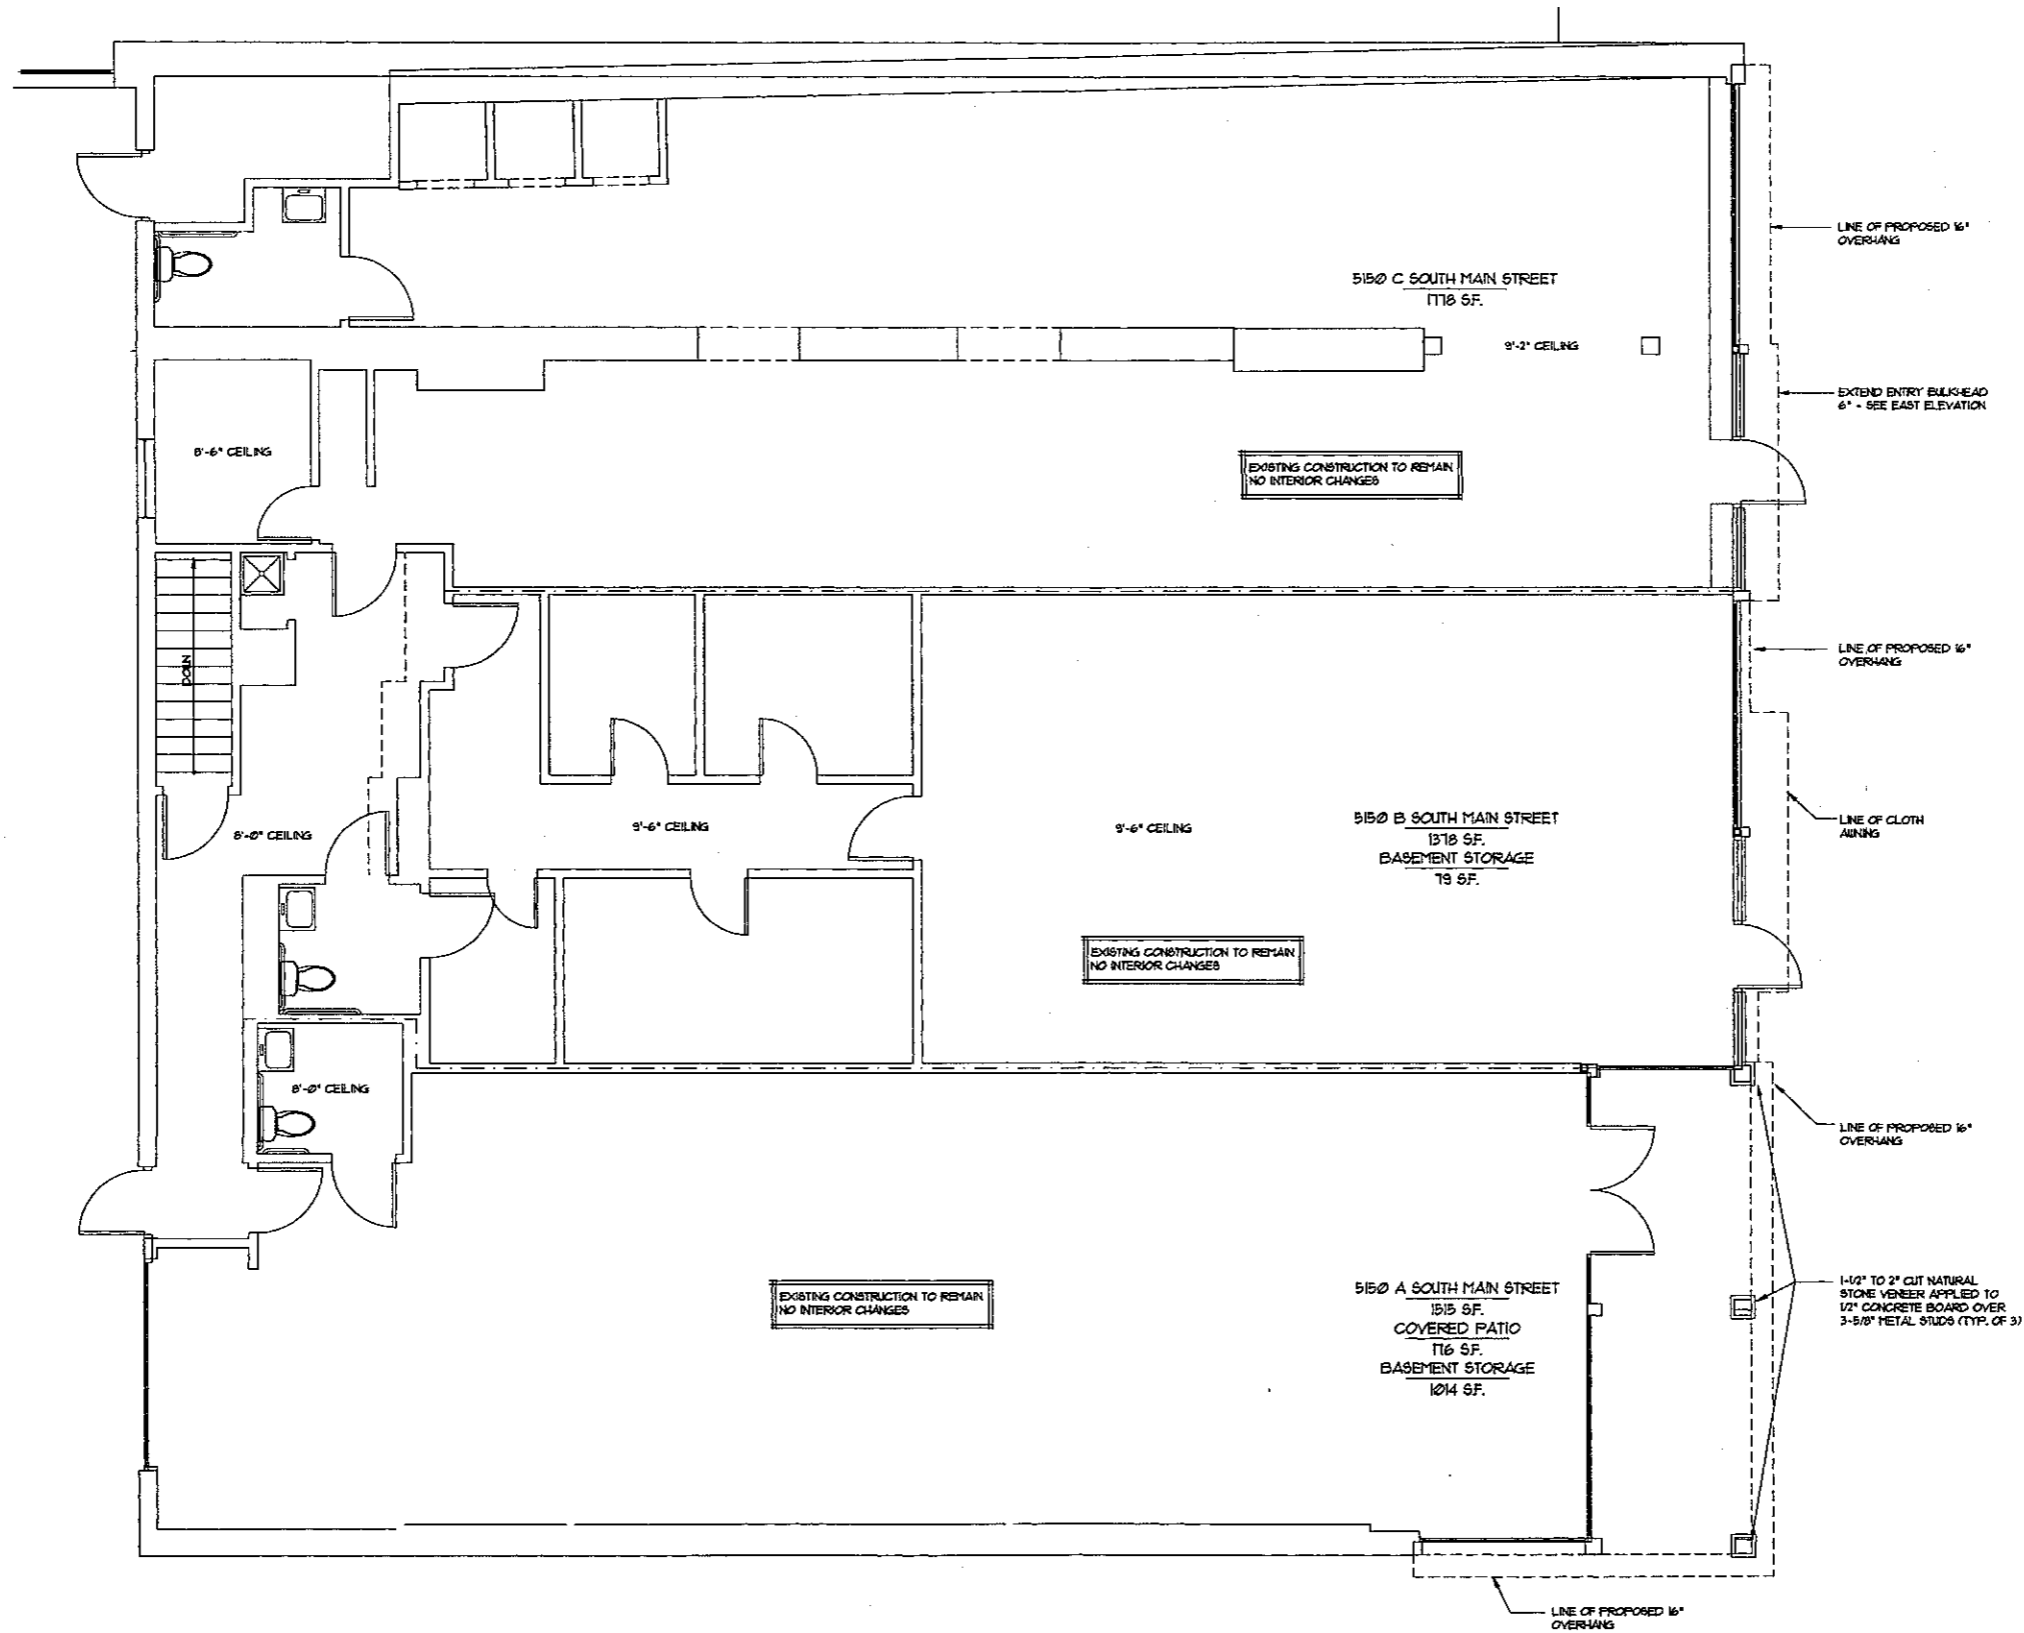 LINE OF PROPOSED 16"
OVERHANG
5150 C SOUTH MAIN STREET
1778 S.F.
9'-2" CEILING
EXTEND ENTRY BULKHEAD
6" - SEE EAST ELEVATION
8'-6" CEILING
EXISTING CONSTRUCTION TO REMAIN
NO INTERIOR CHANGES
LINE OF PROPOSED 16"
OVERHANG
DOWN
8'-0" CEILING
9'-6" CEILING
9'-6" CEILING
5150 B SOUTH MAIN STREET
1378 S.F.
BASEMENT STORAGE
79 S.F.
LINE OF CLOTH
AWNING
EXISTING CONSTRUCTION TO REMAIN
NO INTERIOR CHANGES
8'-0" CEILING
LINE OF PROPOSED 16"
OVERHANG
EXISTING CONSTRUCTION TO REMAIN
NO INTERIOR CHANGES
5150 A SOUTH MAIN STREET
1515 S.F.
COVERED PATIO
176 S.F.
BASEMENT STORAGE
1014 S.F.
1-1/2" TO 2" CUT NATURAL
STONE VENEER APPLIED TO
1/2" CONCRETE BOARD OVER
3-5/8" METAL STUDS (TYP. OF 3)
LINE OF PROPOSED 16"
OVERHANG